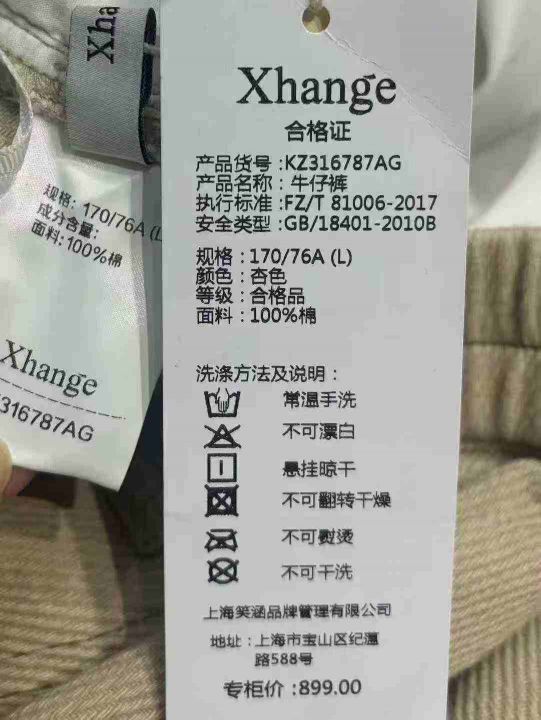 Xha
规格: 170/76A (L
成分含量:
面料: 100%棉
Xhange
316787AG
Xhange
合格证
产品货号:KZ316787AG
产品名称: 牛仔裤
执行标准:FZ/T 81006-2017
安全类型:GB/18401-2010B
规格:170/76A (L)
颜色:杏色
等级:合格品
面料:100%棉
洗涤方法及说明:
常温手洗
不可漂白
悬挂晾干
不可翻转干燥
不可熨烫
不可干洗
上海笑涵品牌管理有限公司
地址:上海市宝山区纪潭
路588号
专柜价:899.00